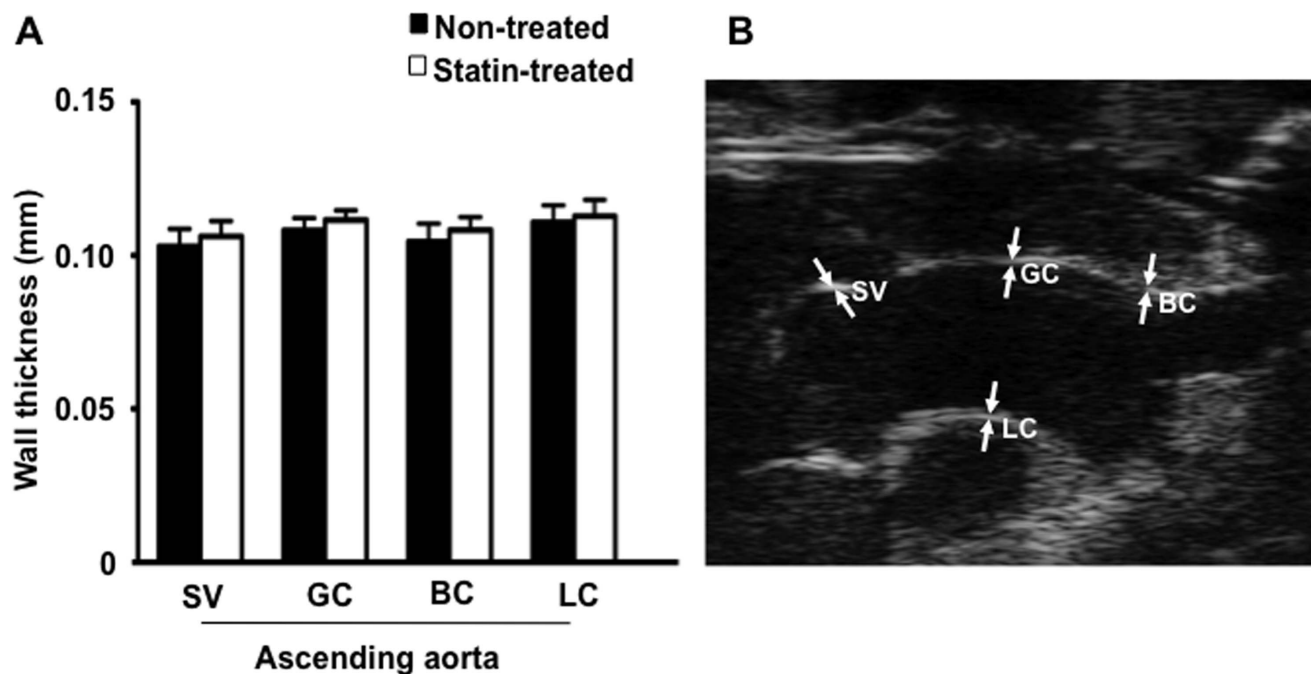 A
Non-treated
Statin-treated
0.15
0.10
0.05
0
Wall thickness (mm)
SV GC BC LC
Ascending aorta
B
SV
GC
BC
LC